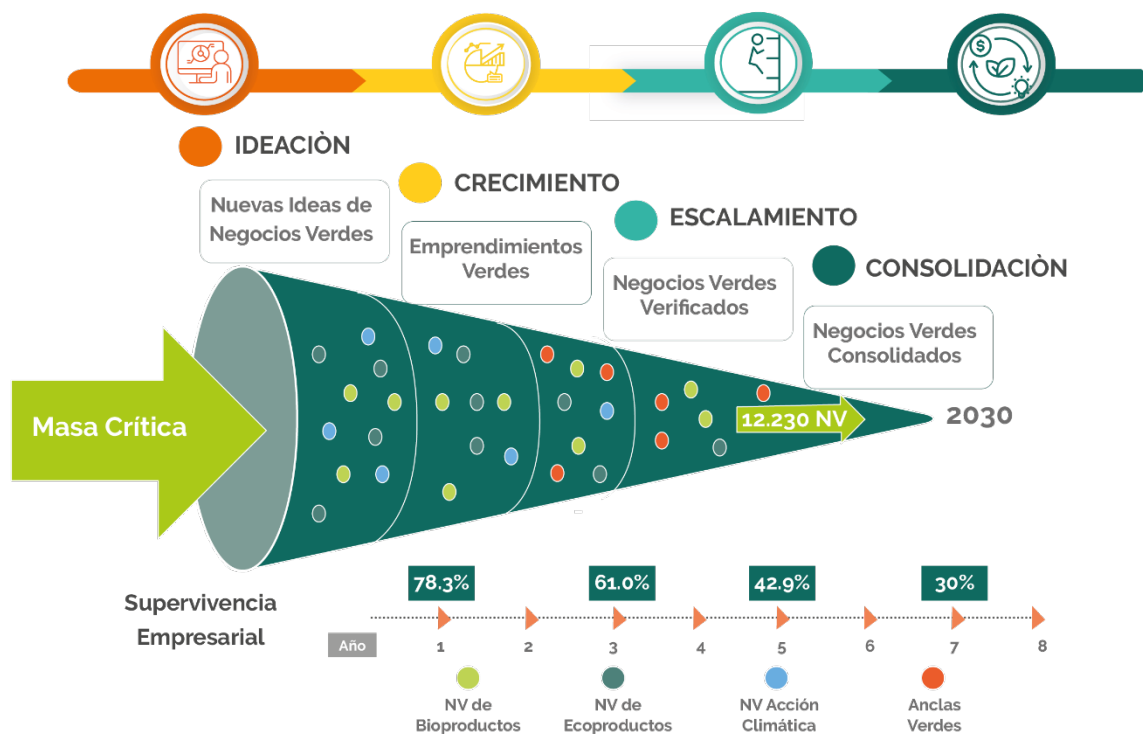 IDEACIÒN
Nuevas Ideas de
Negocios Verdes
CRECIMIENTO
Emprendimientos
Verdes
ESCALAMIENTO
Negocios Verdes
Verificados
CONSOLIDACIÒN
Negocios Verdes
Consolidados
Masa Crítica
12.230 NV
2030
Supervivencia
Empresarial
78.3%
61.0%
42.9%
30%
Año
1 2 3 4 5 6 7 8
NV de
Bioproductos
NV de
Ecoproductos
NV Acción
Climática
Anclas
Verdes